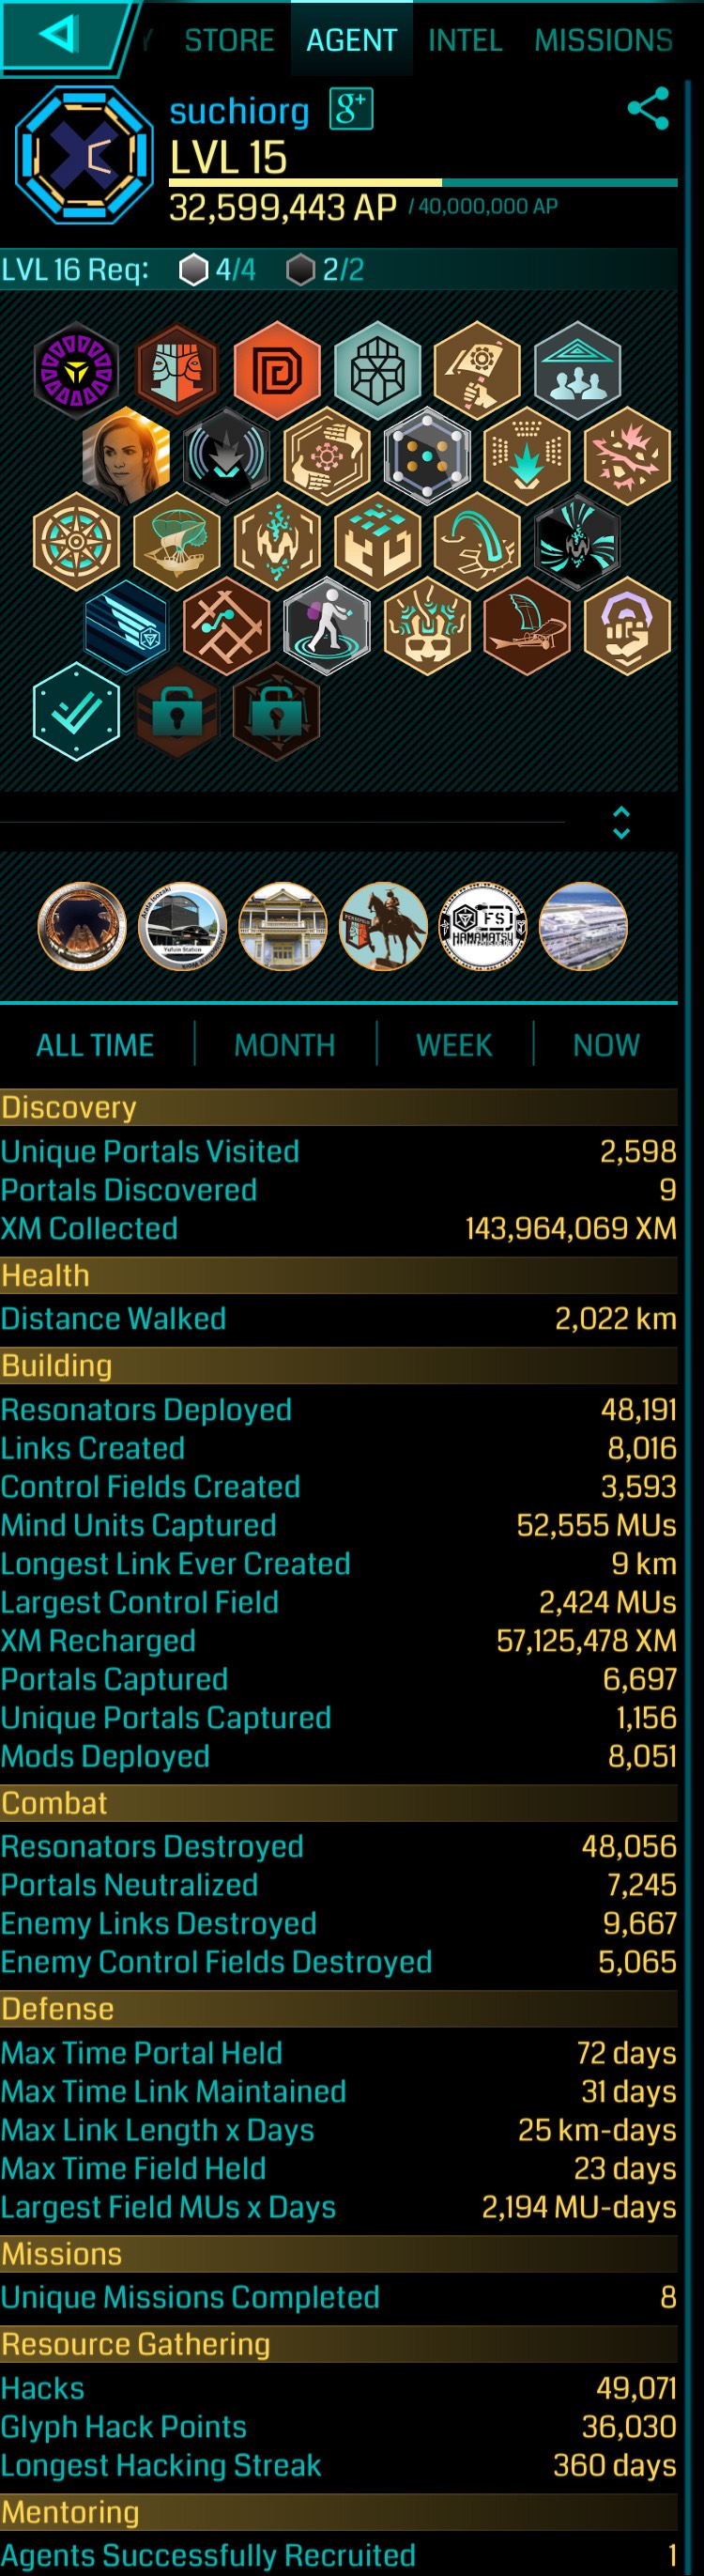 STORE AGENT INTEL MISSIONS
suchiorg g+
LVL 15
32,599,443 AP / 40,000,000 AP
LVL 16 Req: 4/4 2/2
Yufuin Station
FS
HAMAMATSU
ALL TIME MONTH WEEK NOW
Discovery
Unique Portals Visited 2,598
Portals Discovered 9
XM Collected 143,964,069 XM
Health
Distance Walked 2,022 km
Building
Resonators Deployed 48,191
Links Created 8,016
Control Fields Created 3,593
Mind Units Captured 52,555 MUs
Longest Link Ever Created 9 km
Largest Control Field 2,424 MUs
XM Recharged 57,125,478 XM
Portals Captured 6,697
Unique Portals Captured 1,156
Mods Deployed 8,051
Combat
Resonators Destroyed 48,056
Portals Neutralized 7,245
Enemy Links Destroyed 9,667
Enemy Control Fields Destroyed 5,065
Defense
Max Time Portal Held 72 days
Max Time Link Maintained 31 days
Max Link Length x Days 25 km-days
Max Time Field Held 23 days
Largest Field MUs x Days 2,194 MU-days
Missions
Unique Missions Completed 8
Resource Gathering
Hacks 49,071
Glyph Hack Points 36,030
Longest Hacking Streak 360 days
Mentoring
Agents Successfully Recruited 1